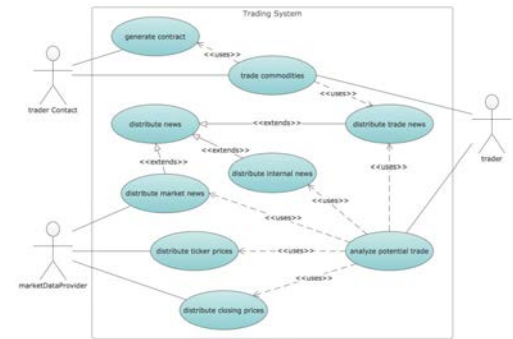 Trading System
generate contract
<<uses>>
trade commodities
trader Contact
<<uses>>
distribute news
<<extends>>
distribute trade news
trader
<<extends>>
<<extends>>
distribute internal news
<<uses>>
distribute market news
<<uses>>
<<uses>>
distribute ticker prices
<<uses>>
analyze potential trade
marketDataProvider
<<uses>>
distribute closing prices